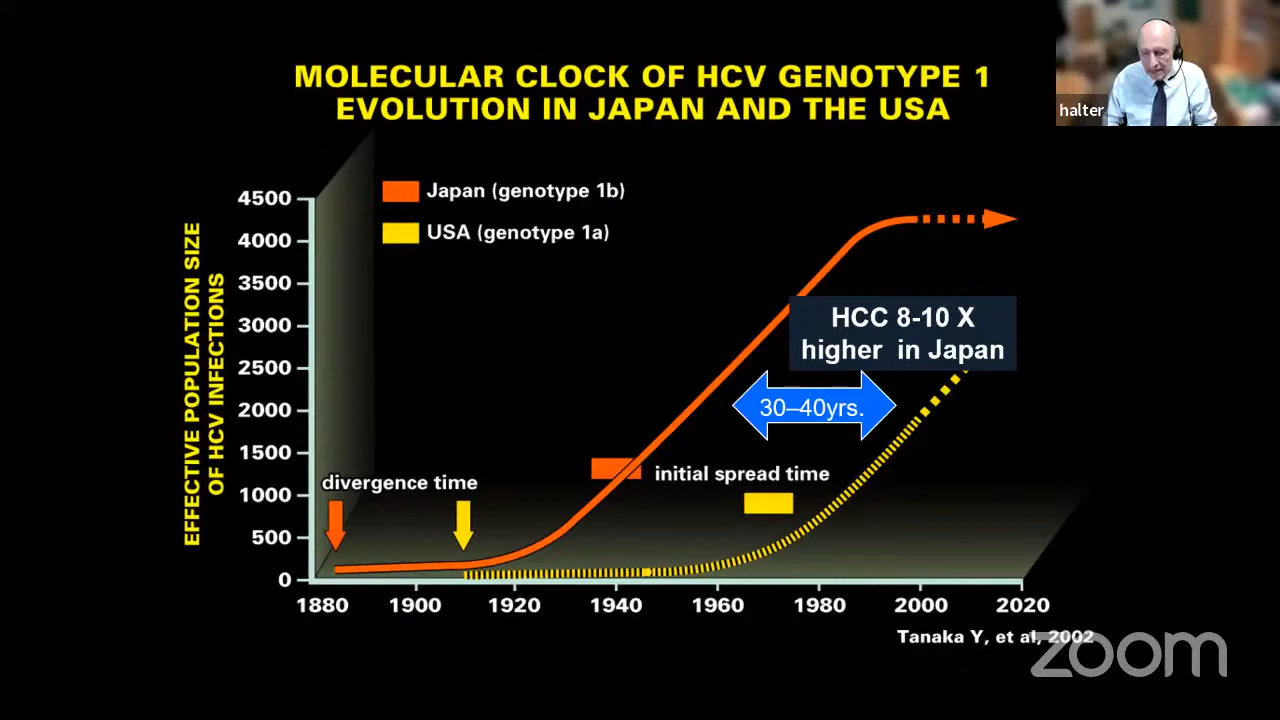 MOLECULAR CLOCK OF HCV GENOTYPE 1
EVOLUTION IN JAPAN AND THE USA
halter
Japan (genotype 1b)
USA (genotype 1a)
EFFECTIVE POPULATION SIZE
OF HCV INFECTIONS
4500
4000
3500
3000
2500
2000
1500
1000
500
0
HCC 8-10 X
higher in Japan
30–40yrs.
initial spread time
divergence time
1880 1900 1920 1940 1960 1980 2000 2020
Tanaka Y, et al, 2002
zoom